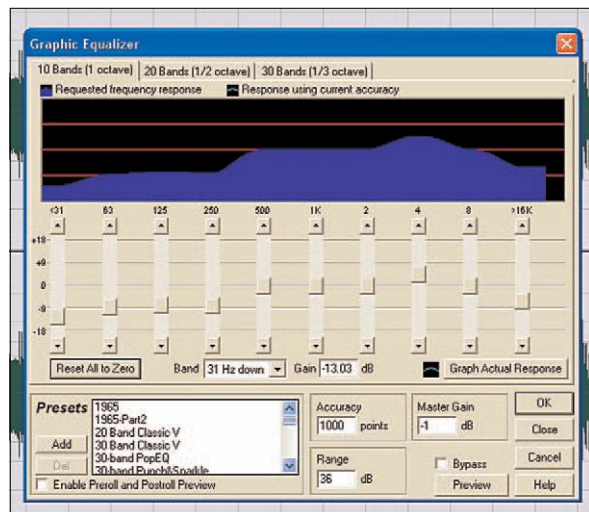 Graphic Equalizer
10 Bands (1 octave) 20 Bands (1/2 octave) 30 Bands (1/3 octave)
Requested frequency response Response using current accuracy
<31 63 125 250 500 1K 2 4 8 >16K
+18
+9
0
-9
-18
Reset All to Zero Band 31 Hz down Gain -13.03 dB Graph Actual Response
Presets
1965
1965-Part2
20 Band Classic V
30 Band Classic V
30-band PopEQ
30-band Punch&Sparkle
Add
Del
Enable Preroll and Postroll Preview
Accuracy
1000 points
Master Gain
-1 dB
Range
36 dB
Bypass
Preview
OK
Close
Cancel
Help